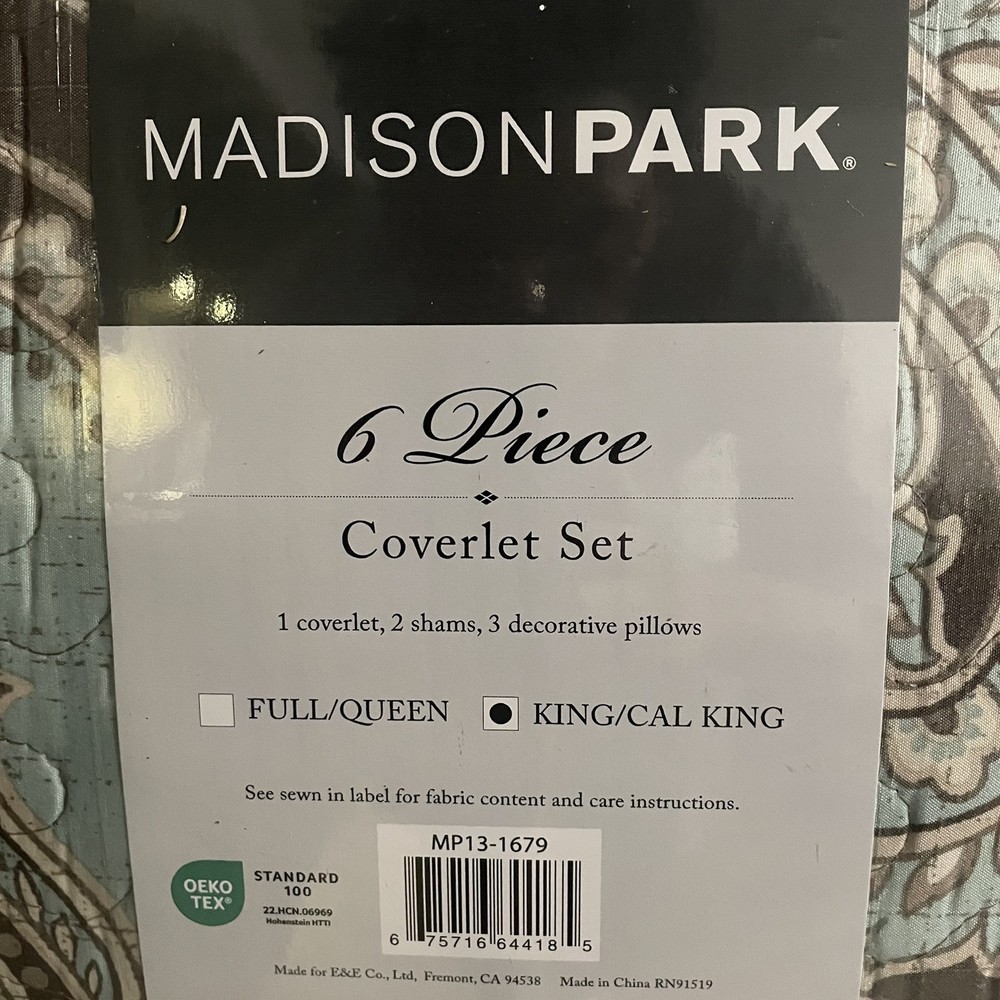 MADISONPARK®
6 Piece
Coverlet Set
1 coverlet, 2 shams, 3 decorative pillows
FULL/QUEEN KING/CAL KING
See sewn in label for fabric content and care instructions.
MP13-1679
OEKO
TEX®
STANDARD
100
22.HCN.06969
Hohenstein HTTI
6 75716 64418 5
Made for E&E Co., Ltd, Fremont, CA 94538 Made in China RN91519